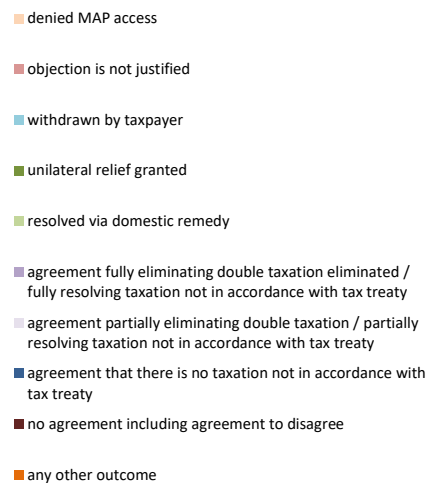 denied MAP access
objection is not justified
withdrawn by taxpayer
unilateral relief granted
resolved via domestic remedy
agreement fully eliminating double taxation eliminated /
fully resolving taxation not in accordance with tax treaty
agreement partially eliminating double taxation / partially
resolving taxation not in accordance with tax treaty
agreement that there is no taxation not in accordance with
tax treaty
no agreement including agreement to disagree
any other outcome